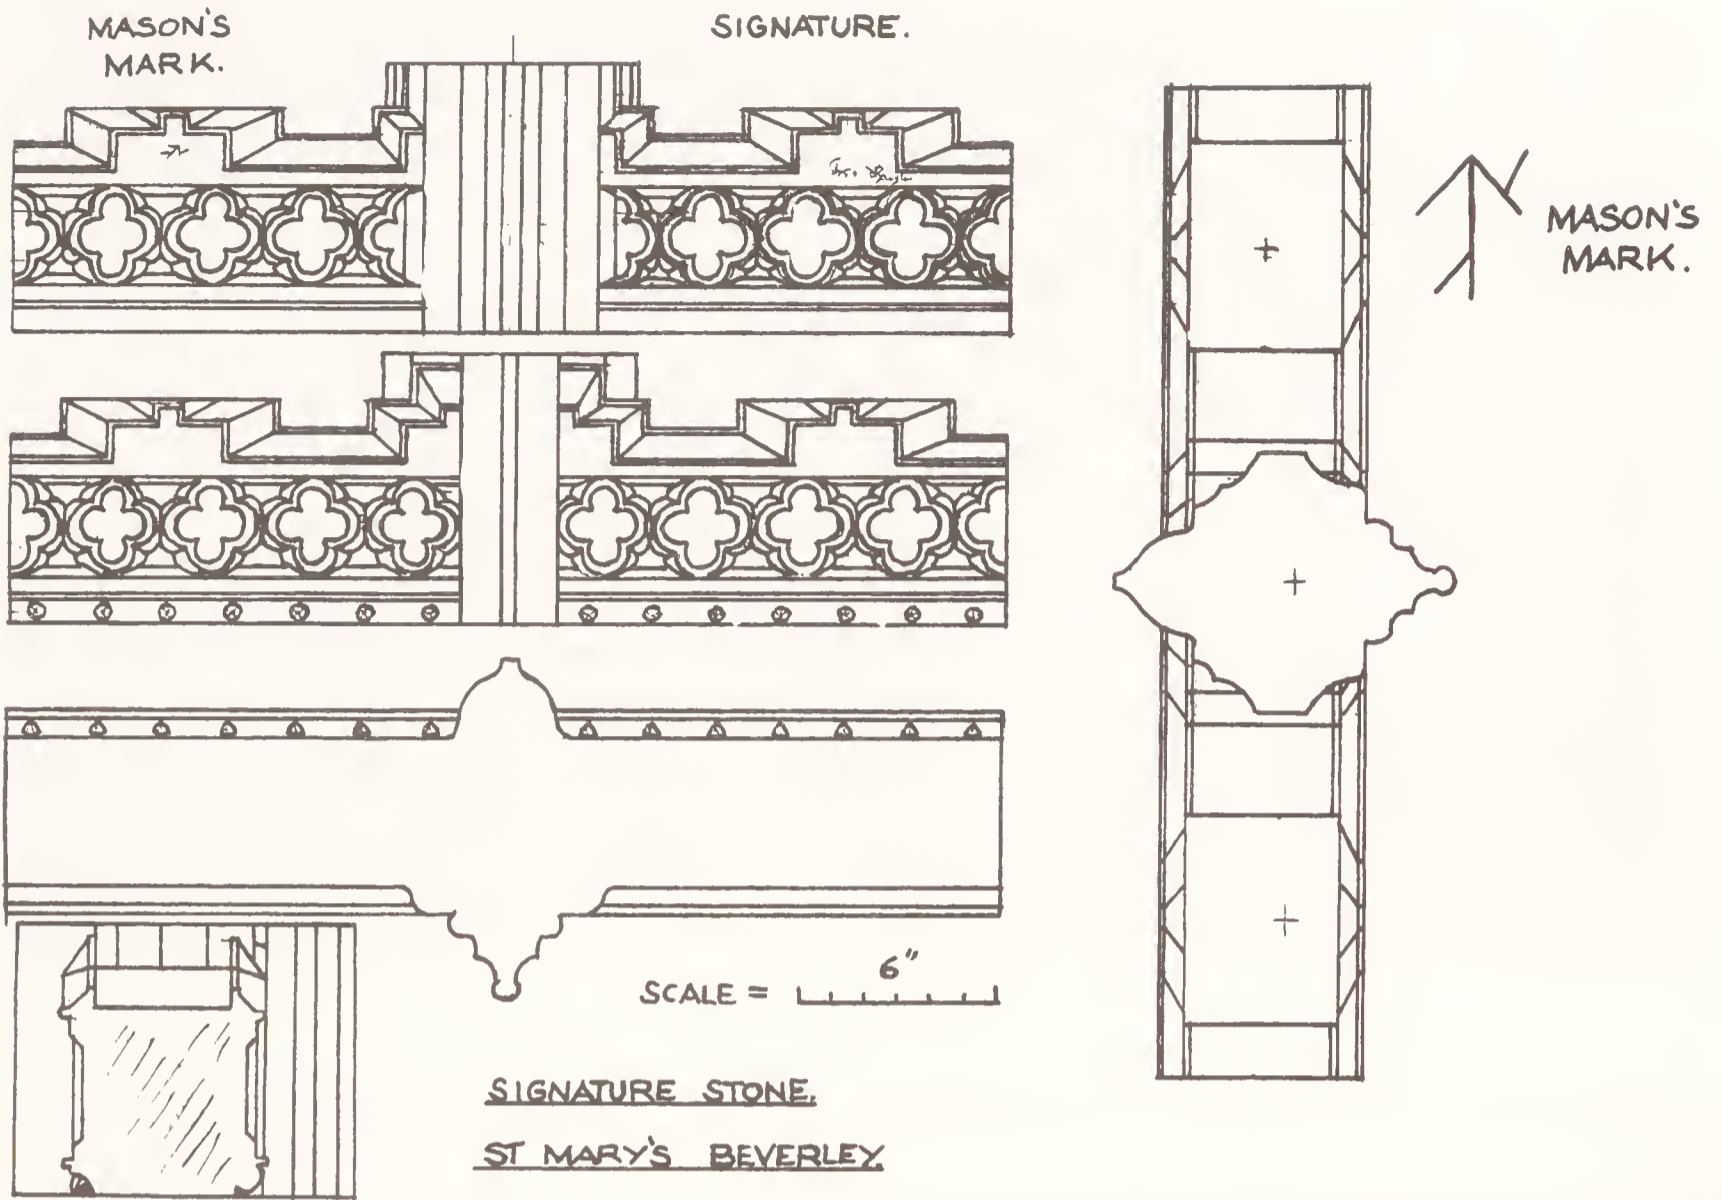 MASON'S
MARK.
SIGNATURE.
MASON'S
MARK.
6"
SCALE =
SIGNATURE STONE.
ST MARY'S BEVERLEY.